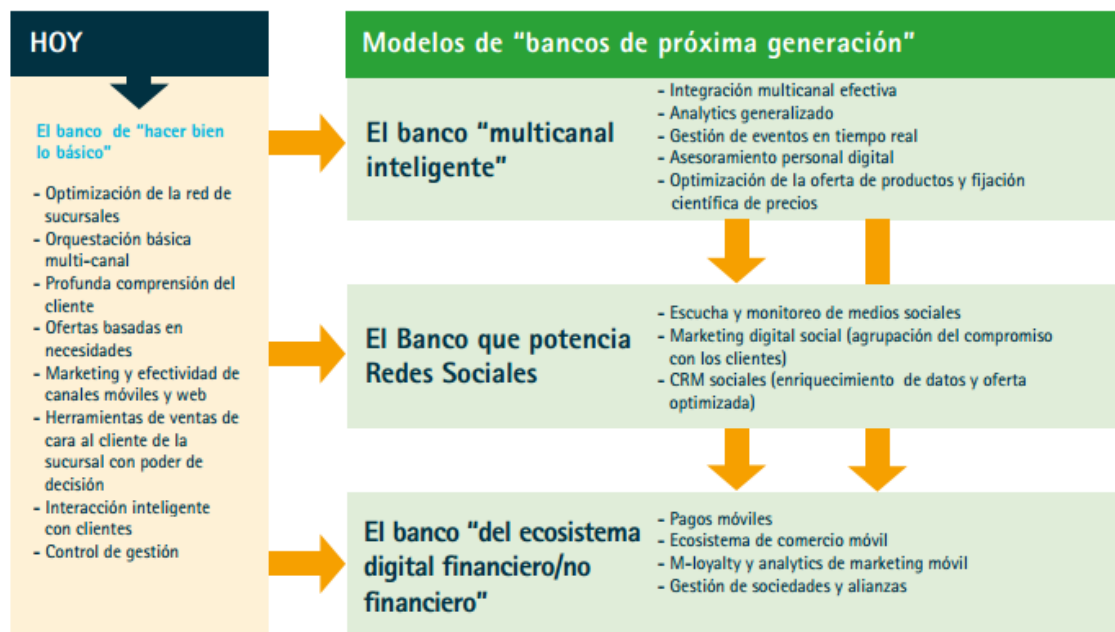 HOY
El banco de “hacer bien
lo básico”
- Optimización de la red de
sucursales
- Orquestación básica
multi-canal
- Profunda comprensión del
cliente
- Ofertas basadas en
necesidades
- Marketing y efectividad de
canales móviles y web
- Herramientas de ventas de
cara al cliente de la
sucursal con poder de
decisión
- Interacción inteligente
con clientes
- Control de gestión
Modelos de “bancos de próxima generación”
El banco “multicanal
inteligente”
- Integración multicanal efectiva
- Analytics generalizado
- Gestión de eventos en tiempo real
- Asesoramiento personal digital
- Optimización de la oferta de productos y fijación
científica de precios
El Banco que potencia
Redes Sociales
- Escucha y monitoreo de medios sociales
- Marketing digital social (agrupación del compromiso
con los clientes)
- CRM sociales (enriquecimiento de datos y oferta
optimizada)
El banco “del ecosistema
digital financiero/no
financiero”
- Pagos móviles
- Ecosistema de comercio móvil
- M-loyalty y analytics de marketing móvil
- Gestión de sociedades y alianzas